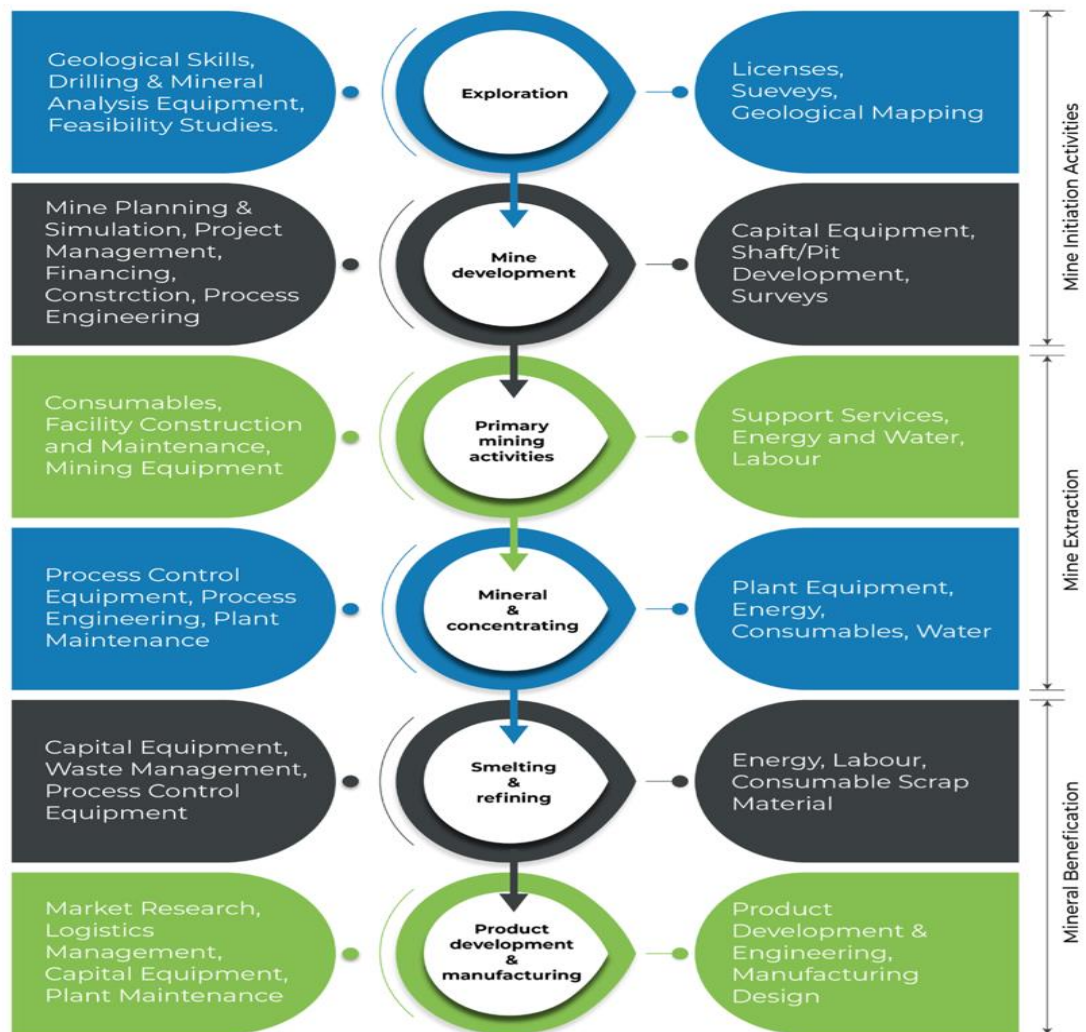 Geological Skills,
Drilling & Mineral
Analysis Equipment,
Feasibility Studies.
Exploration
Licenses,
Sueveys,
Geological Mapping
Mine Planning &
Simulation, Project
Management,
Financing,
Constrction, Process
Engineering
Mine
development
Capital Equipment,
Shaft/Pit
Development,
Surveys
Mine Initiation Activities
Consumables,
Facility Construction
and Maintenance,
Mining Equipment
Primary
mining
activities
Support Services,
Energy and Water,
Labour
Process Control
Equipment, Process
Engineering, Plant
Maintenance
Mineral
&
concentrating
Plant Equipment,
Energy,
Consumables, Water
Mine Extraction
Capital Equipment,
Waste Management,
Process Control
Equipment
Smelting
&
refining
Energy, Labour,
Consumable Scrap
Material
Market Research,
Logistics
Management,
Capital Equipment,
Plant Maintenance
Product
development
&
manufacturing
Product
Development &
Engineering,
Manufacturing
Design
Mineral Benefication